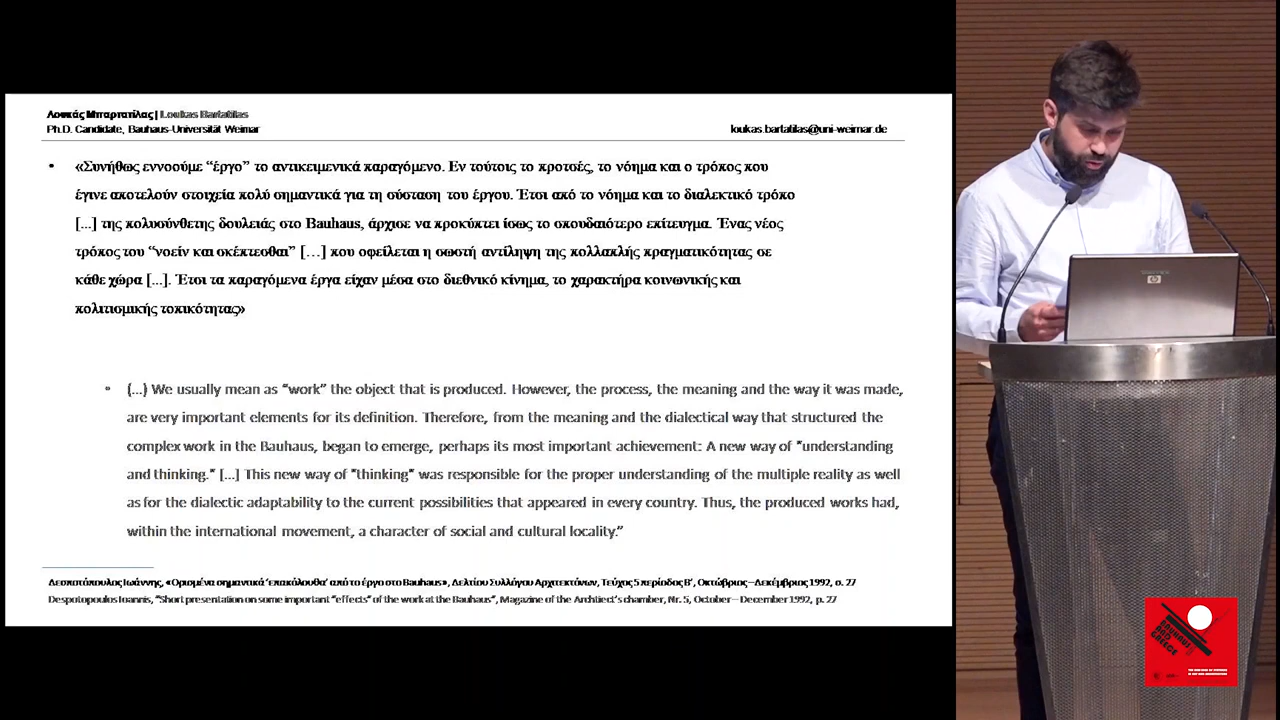 Λουκάς Μπαρτατίλας | Loukas Bartatilas
Ph.D. Candidate, Bauhaus-Universität Weimar
loukas.bartatilas@uni-weimar.de
• «Συνήθως εννοούμε “έργο” το αντικειμενικά παραγόμενο. Εν τούτοις το προτσές, το νόημα και ο τρόπος που
έγινε αποτελούν στοιχεία πολύ σημαντικά για τη σύσταση του έργου. Έτσι από το νόημα και το διαλεκτικό τρόπο
[...] της πολυσύνθετης δουλειάς στο Bauhaus, άρχισε να προκύπτει ίσως το σπουδαιότερο επίτευγμα. Ένας νέος
τρόπος του “νοείν και σκέπτεσθαι” […] που οφείλεται η σωστή αντίληψη της πολλαπλής πραγματικότητας σε
κάθε χώρα [...]. Έτσι τα παραγόμενα έργα είχαν μέσα στο διεθνικό κίνημα, το χαρακτήρα κοινωνικής και
πολιτισμικής τοπικότητας»
• (...) We usually mean as “work” the object that is produced. However, the process, the meaning and the way it was made,
are very important elements for its definition. Therefore, from the meaning and the dialectical way that structured the
complex work in the Bauhaus, began to emerge, perhaps its most important achievement: A new way of “understanding
and thinking.” [...] This new way of “thinking” was responsible for the proper understanding of the multiple reality as well
as for the dialectic adaptability to the current possibilities that appeared in every country. Thus, the produced works had,
within the international movement, a character of social and cultural locality.”
Δεσποτόπουλος Ιωάννης, «Ορισμένα σημαντικά ‘επακόλουθα’ από το έργο στο Bauhaus», Δελτίου Συλλόγου Αρχιτεκτόνων, Τεύχος 5 περίοδος Β’, Οκτώβριος–Δεκέμβριος 1992, σ. 27
Despotopoulos Ioannis, “Short presentation on some important “effects” of the work at the Bauhaus”, Magazine of the Architect’s chamber, Nr. 5, October – December 1992, p. 27
hp
BAUHAUS
AND
GREECE